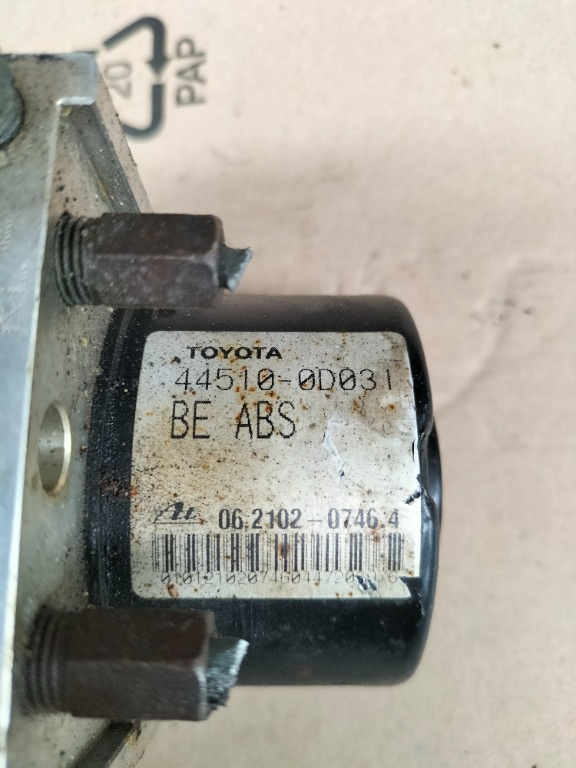 20
PAP
TOYOTA
44510-0D031
BE ABS
06.2102-0746.4